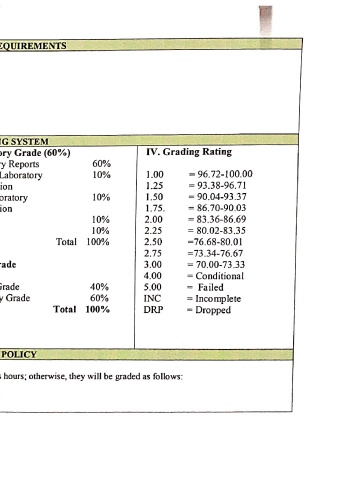 EQUIREMENTS
G SYSTEM
ory Grade (60%)
y Reports 60%
Laboratory 10%
ion
oratory 10%
ion
10%
10%
Total 100%
rade
Grade 40%
y Grade 60%
Total 100%
IV. Grading Rating
1.00 = 96.72-100.00
1.25 = 93.38-96.71
1.50 = 90.04-93.37
1.75. = 86.70-90.03
2.00 = 83.36-86.69
2.25 = 80.02-83.35
2.50 =76.68-80.01
2.75 =73.34-76.67
3.00 = 70.00-73.33
4.00 = Conditional
5.00 = Failed
INC = Incomplete
DRP = Dropped
POLICY
s hours; otherwise, they will be graded as follows: